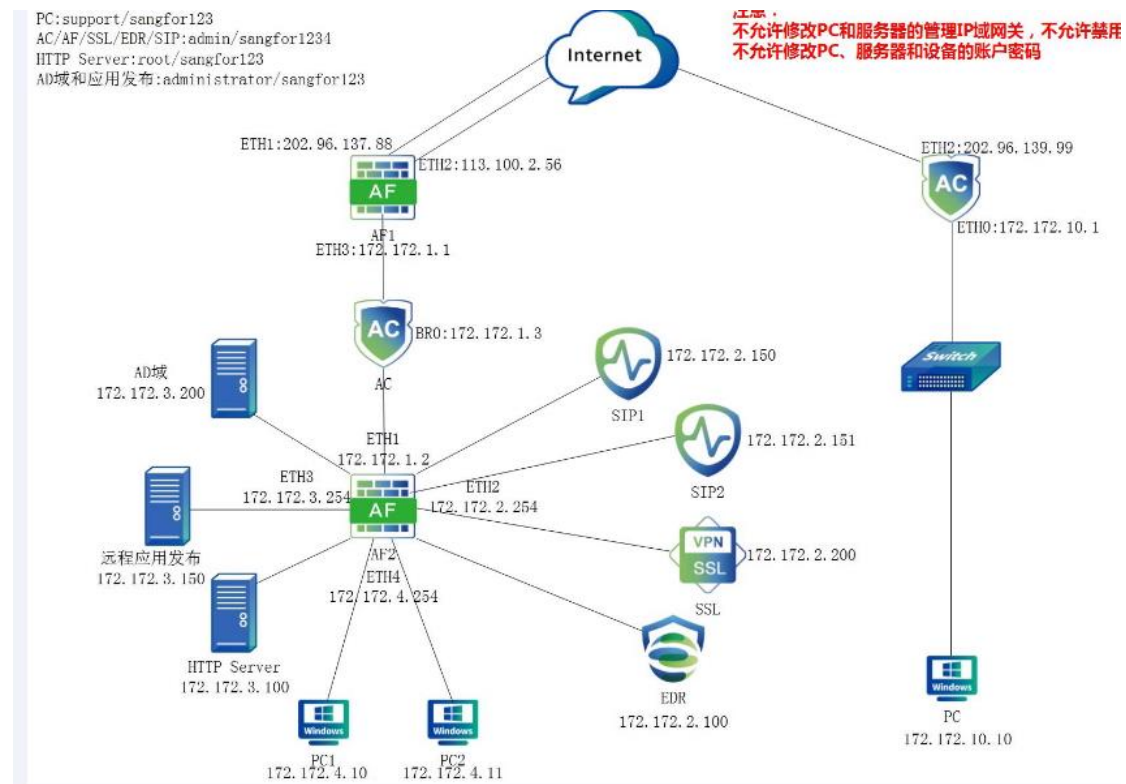 PC:support/sangfor123
AC/AF/SSL/EDR/SIP:admin/sangfor1234
HTTP Server:root/sangfor123
AD域和应用发布:administrator/sangfor123
注意:
不允许修改PC和服务器的管理IP域网关，不允许禁用
不允许修改PC、服务器和设备的账户密码
Internet
ETH1:202.96.137.88
ETH2:113.100.2.56
AF
AF1
ETH3:172.172.1.1
ETH2:202.96.139.99
AC
ETH0:172.172.10.1
AC
BR0:172.172.1.3
AC
Switch
172.172.2.150
SIP1
AD域
172.172.3.200
172.172.2.151
SIP2
ETH1
172.172.1.2
ETH3
172.172.3.254
AF
ETH2
172.172.2.254
AF2
远程应用发布
172.172.3.150
VPN
SSL
172.172.2.200
SSL
ETH4
172.172.4.254
HTTP Server
172.172.3.100
EDR
172.172.2.100
Windows
PC1
172.172.4.10
Windows
PC2
172.172.4.11
Windows
PC
172.172.10.10